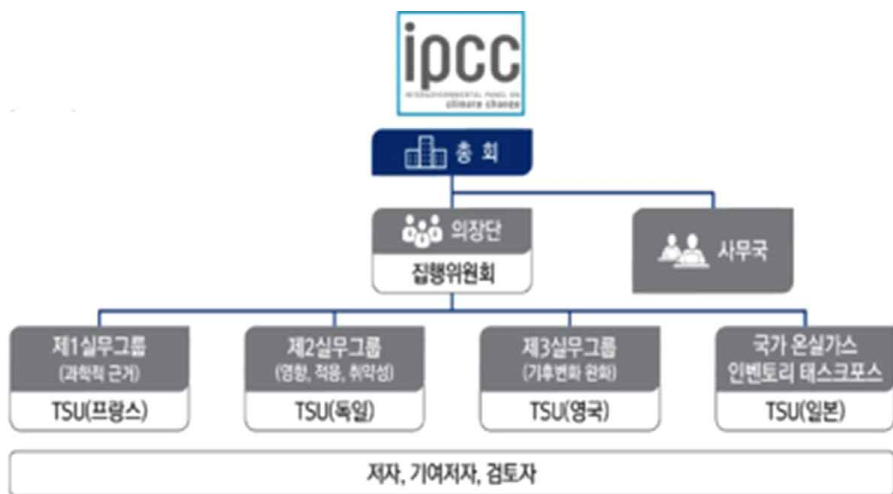 ipcc
INTERGOVERNMENTAL PANEL ON
climate change
총 회
의장단
집행위원회
사무국
제1실무그룹
(과학적 근거)
TSU(프랑스)
제2실무그룹
(영향, 적응, 취약성)
TSU(독일)
제3실무그룹
(기후변화 완화)
TSU(영국)
국가 온실가스
인벤토리 태스크포스
TSU(일본)
저자, 기여저자, 검토자